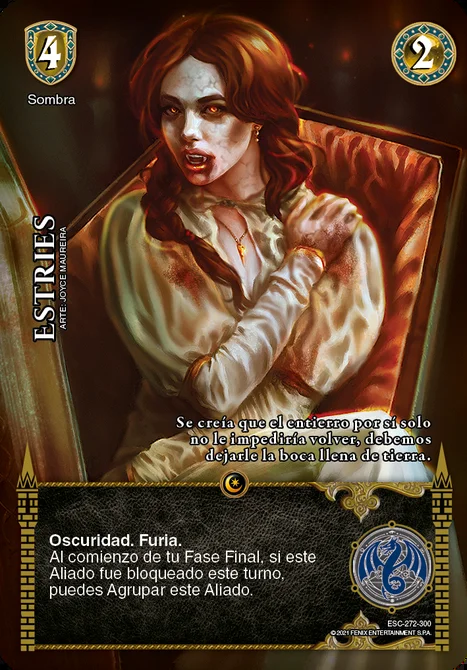 4
2
Sombra
ESTRIES
ARTE: JOYCE MAUREIRA
Se creía que el entierro por sí solo
no le impediría volver, debemos
dejarle la boca llena de tierra.
Oscuridad. Furia.
Al comienzo de tu Fase Final, si este
Aliado fue bloqueado este turno,
puedes Agrupar este Aliado.
ESC-272-300
©2021 FENIX ENTERTAINMENT S.P.A.